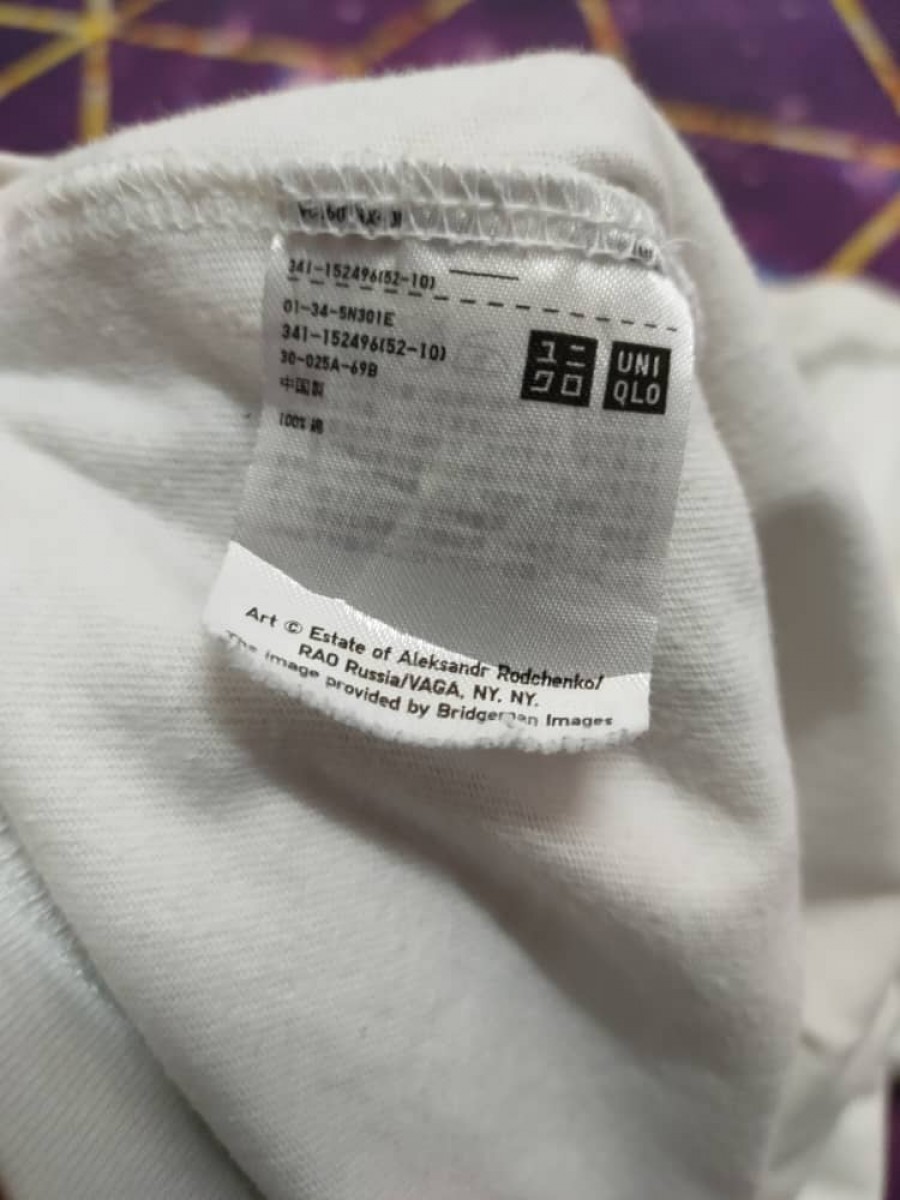 341-152496(52-10)
01-34-5N301E
341-152496(52-10)
30-025A-69B
中国製
100% 綿
ユニ
クロ
UNI
QLO
Art © Estate of Aleksandr Rodchenko/
RAO Russia/VAGA, NY, NY.
The image provided by Bridgeman Images